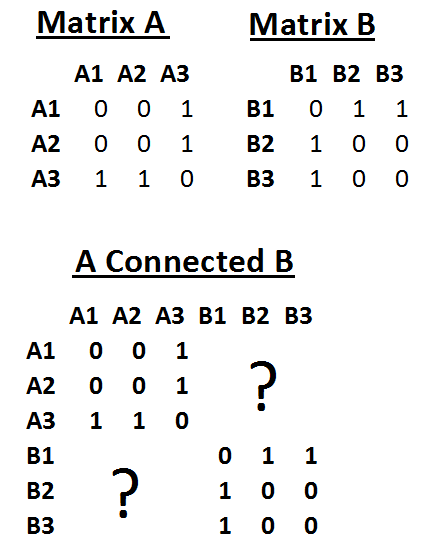 Matrix A Matrix B
A1 A2 A3 B1 B2 B3
A1 0 0 1 B1 0 1 1
A2 0 0 1 B2 1 0 0
A3 1 1 0 B3 1 0 0
A Connected B
A1 A2 A3 B1 B2 B3
A1 0 0 1
A2 0 0 1 ?
A3 1 1 0
B1 0 1 1
B2 ? 1 0 0
B3 1 0 0